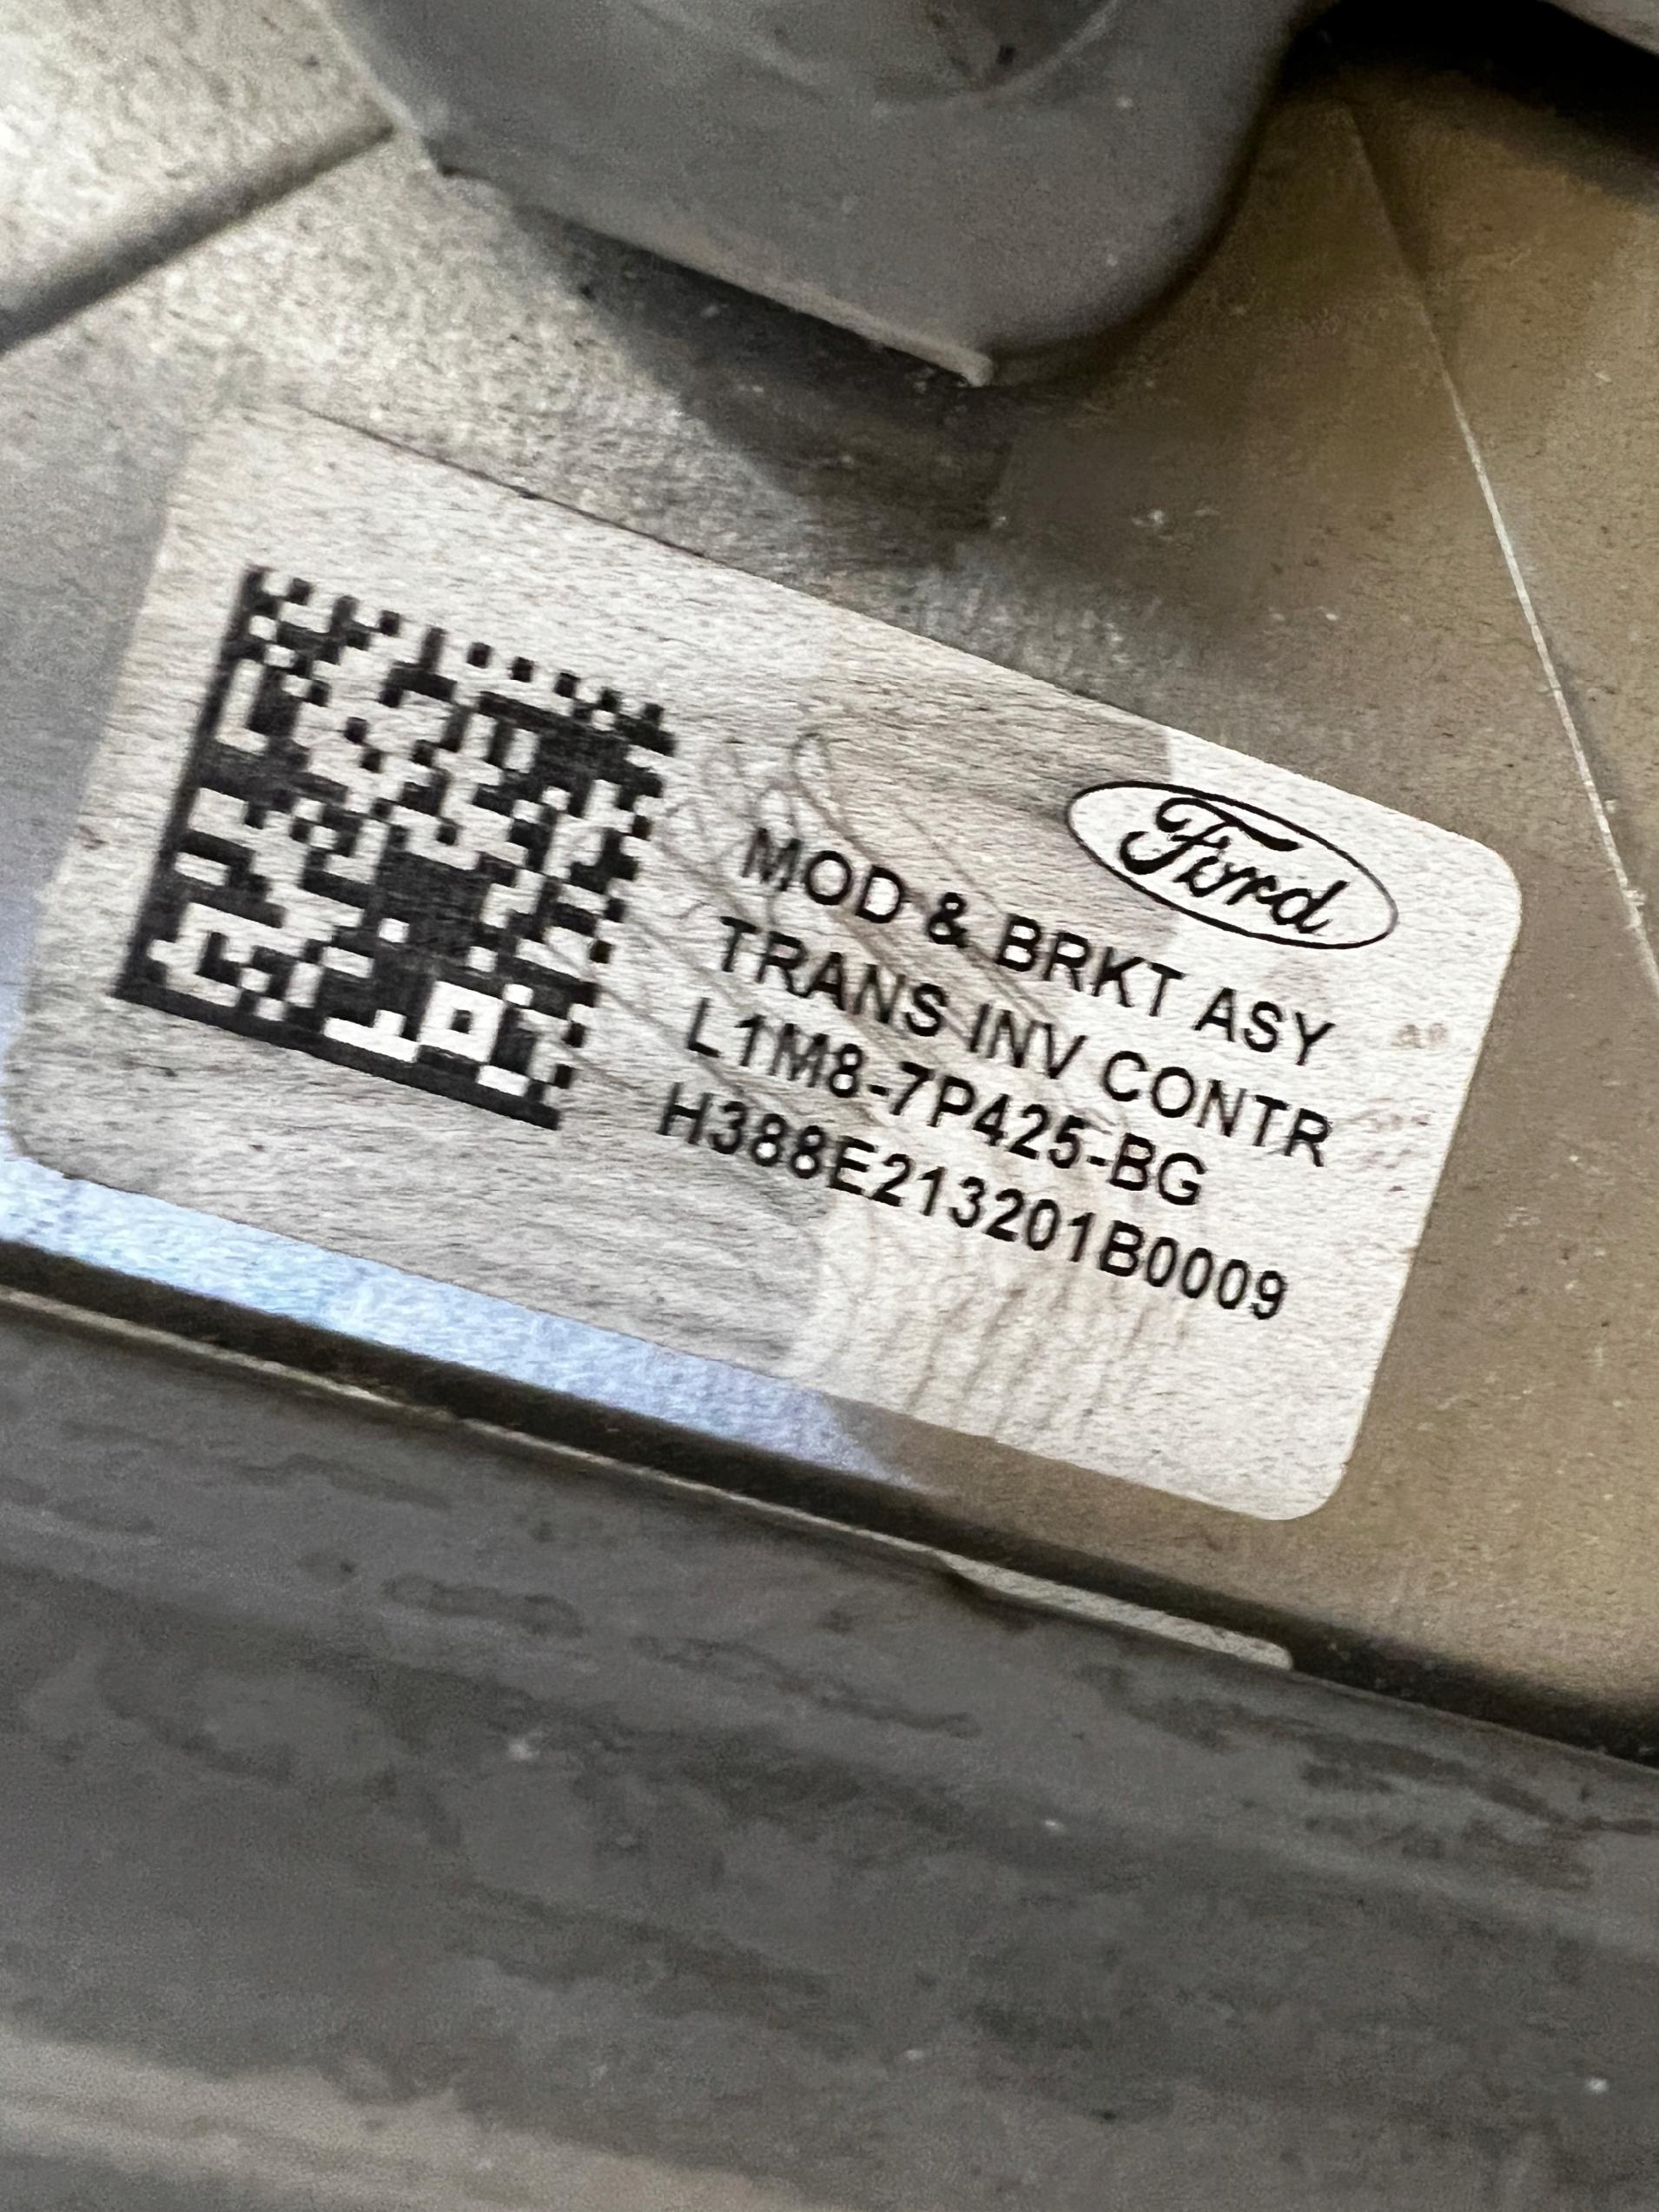 Ford
MOD & BRKT ASY
TRANS INV CONTR
L1M8-7P425-BG
H388E213201B0009